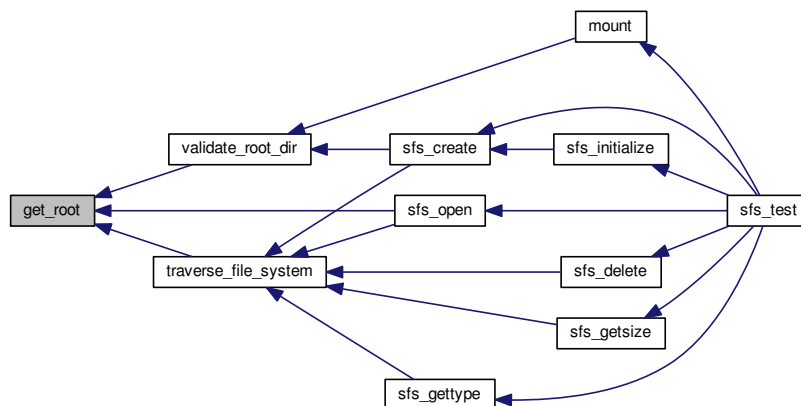 mount
validate_root_dir
sfs_create
sfs_initialize
get_root
sfs_open
sfs_test
traverse_file_system
sfs_delete
sfs_getsize
sfs_gettype